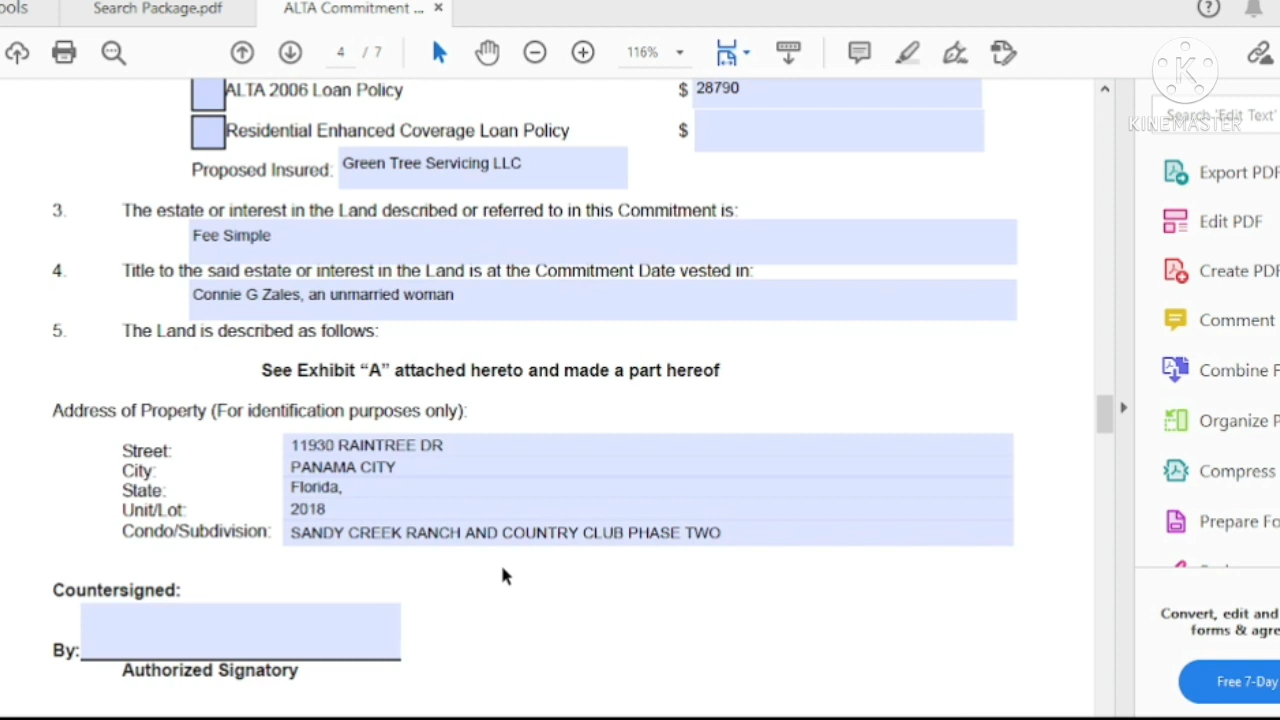 ools
Search Package.pdf
ALTA Commitment ... ×
4 / 7
116%
K
KINEMASTER
ALTA 2006 Loan Policy $ 28790
Residential Enhanced Coverage Loan Policy $
Proposed Insured: Green Tree Servicing LLC
3. The estate or interest in the Land described or referred to in this Commitment is:
Fee Simple
4. Title to the said estate or interest in the Land is at the Commitment Date vested in:
Connie G Zales, an unmarried woman
5. The Land is described as follows:
See Exhibit “A” attached hereto and made a part hereof
Address of Property (For identification purposes only):
Street: 11930 RAINTREE DR
City: PANAMA CITY
State: Florida,
Unit/Lot: 2018
Condo/Subdivision: SANDY CREEK RANCH AND COUNTRY CLUB PHASE TWO
Countersigned:
By:
Authorized Signatory
Search 'Edit Text'
Export PDF
Edit PDF
Create PDF
Comment
Combine F
Organize P
Compress
Prepare Fo
Convert, edit and
forms & agre
Free 7-Day